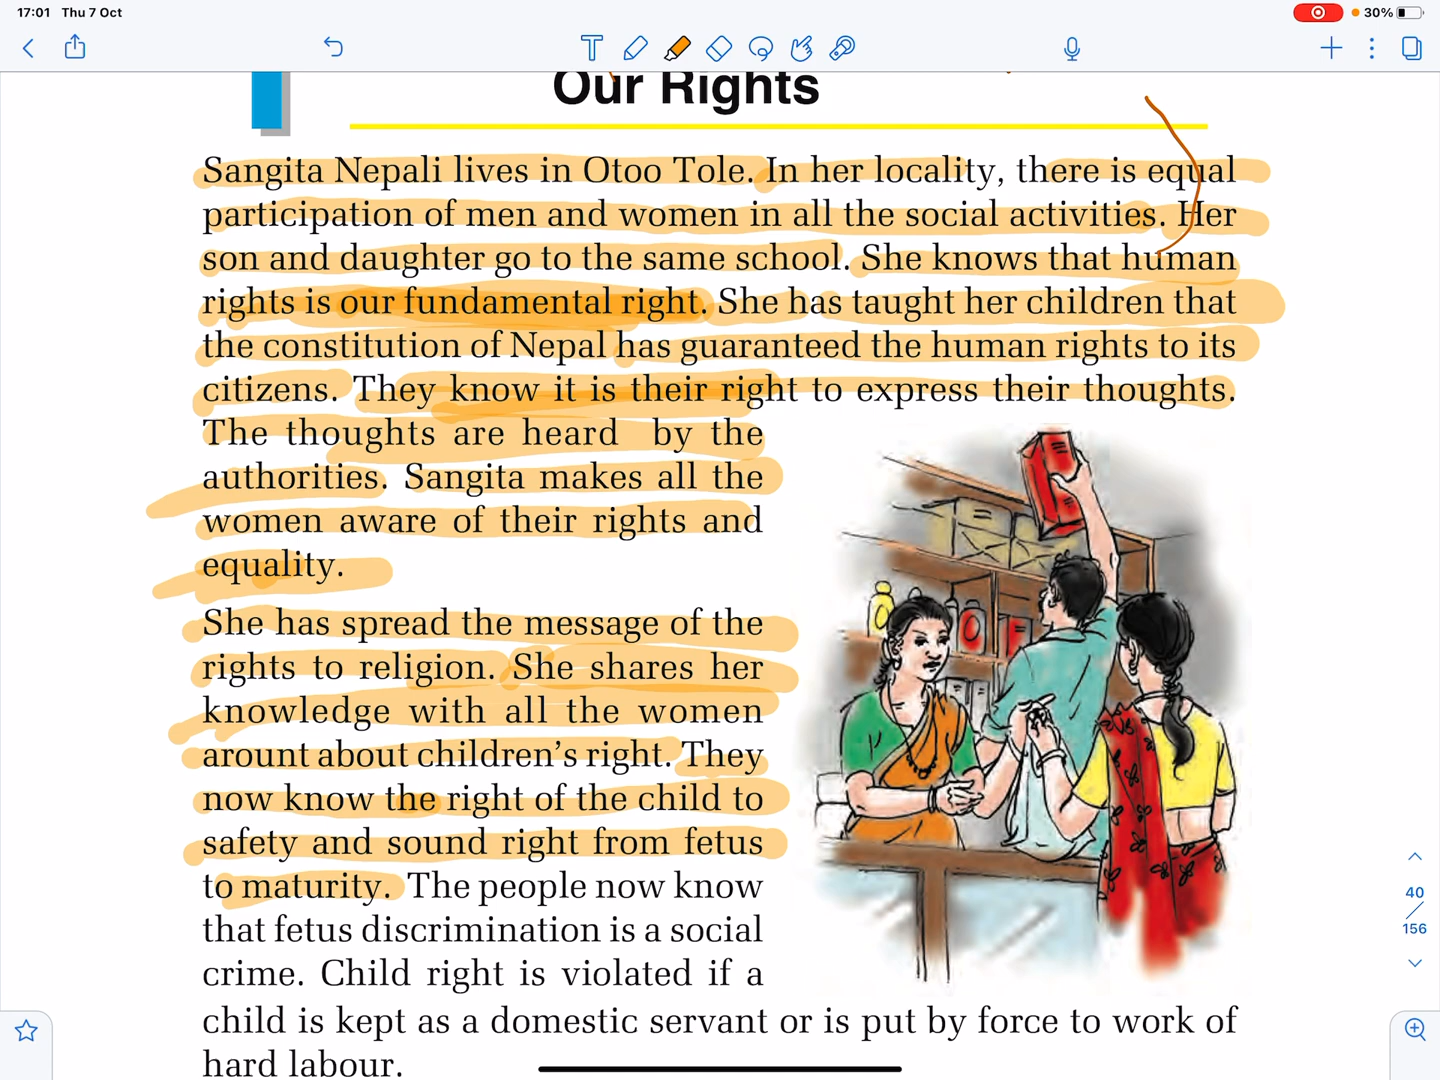 17:01 Thu 7 Oct
30%
Our Rights
Sangita Nepali lives in Otoo Tole. In her locality, there is equal
participation of men and women in all the social activities. Her
son and daughter go to the same school. She knows that human
rights is our fundamental right. She has taught her children that
the constitution of Nepal has guaranteed the human rights to its
citizens. They know it is their right to express their thoughts.
The thoughts are heard by the
authorities. Sangita makes all the
women aware of their rights and
equality.
She has spread the message of the
rights to religion. She shares her
knowledge with all the women
arount about children's right. They
now know the right of the child to
safety and sound right from fetus
to maturity. The people now know
that fetus discrimination is a social
crime. Child right is violated if a
child is kept as a domestic servant or is put by force to work of
hard labour.
40
156